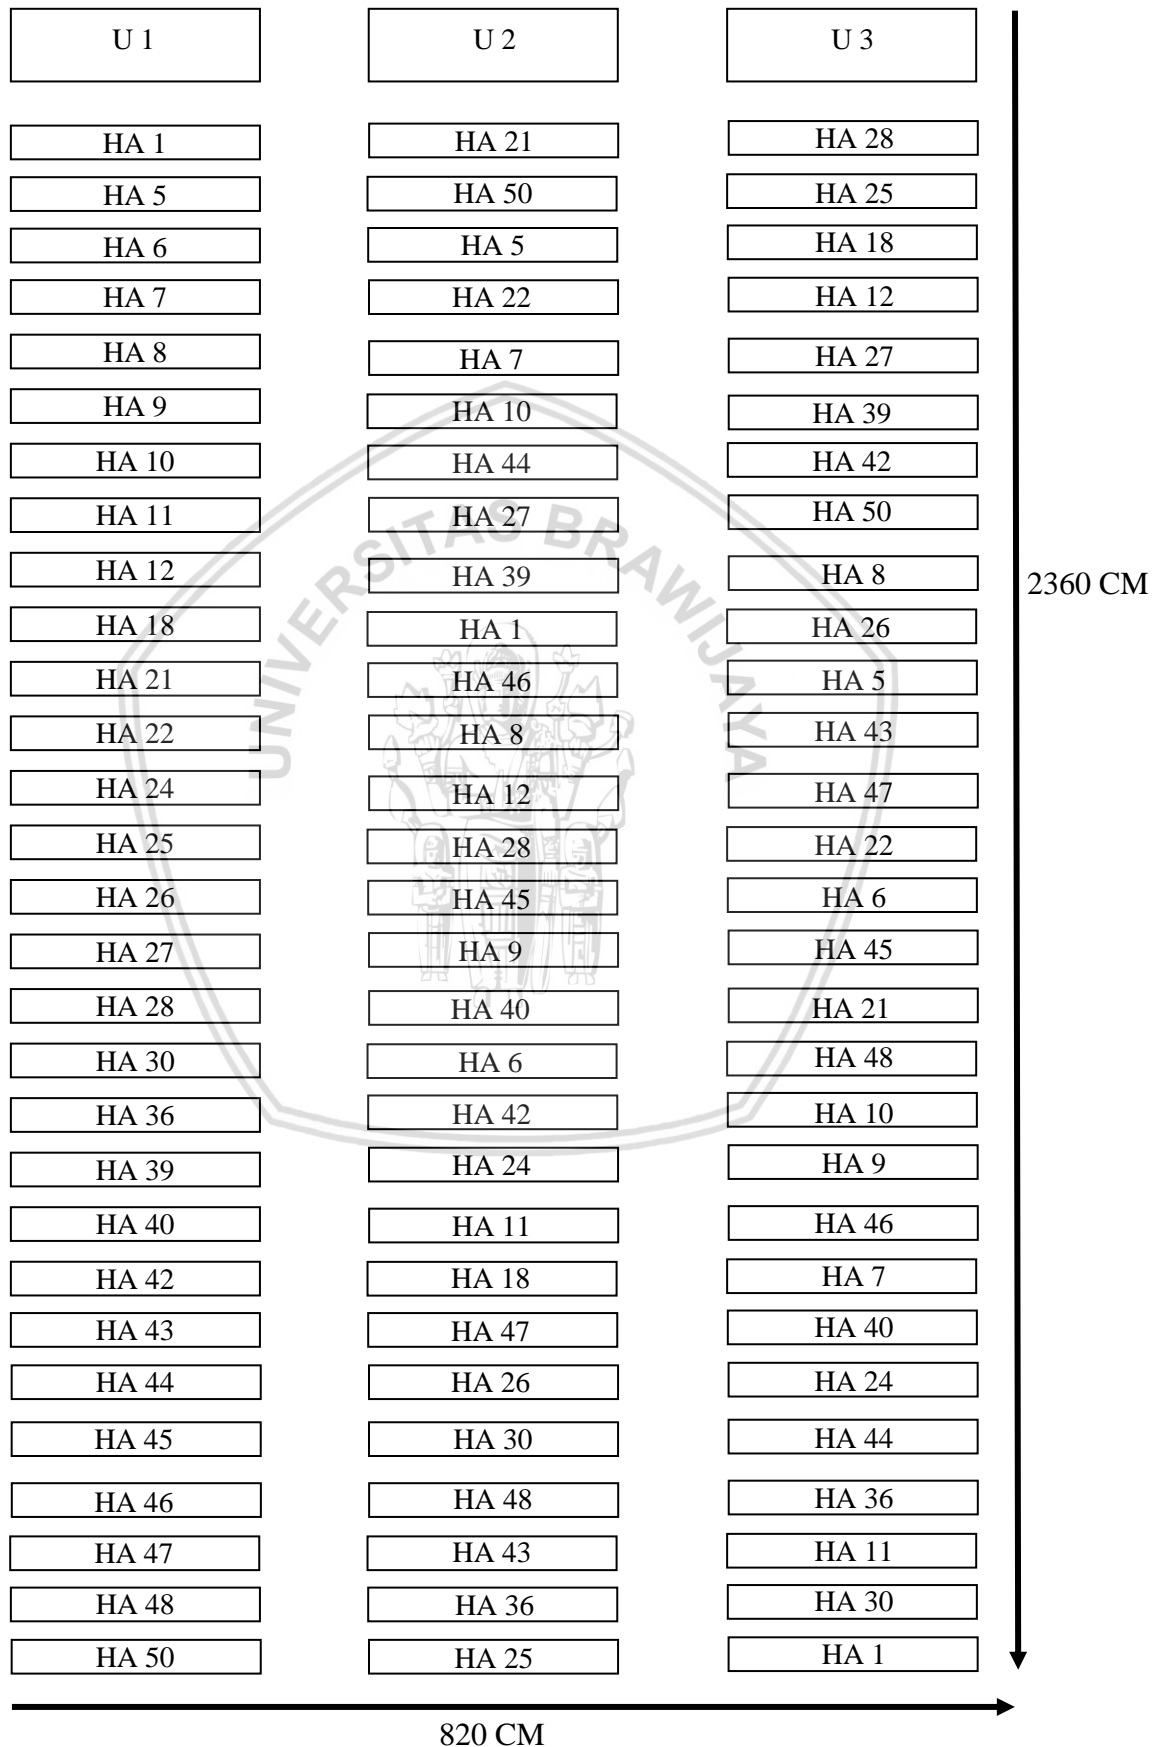 U 1 U 2 U 3
HA 1 HA 21 HA 28
HA 5 HA 50 HA 25
HA 6 HA 5 HA 18
HA 7 HA 22 HA 12
HA 8 HA 7 HA 27
HA 9 HA 10 HA 39
HA 10 HA 44 HA 42
HA 11 HA 27 HA 50
HA 12 HA 39 HA 8
2360 CM
HA 18 HA 1 HA 26
HA 21 HA 46 HA 5
HA 22 HA 8 HA 43
HA 24 HA 12 HA 47
HA 25 HA 28 HA 22
HA 26 HA 45 HA 6
HA 27 HA 9 HA 45
HA 28 HA 40 HA 21
HA 30 HA 6 HA 48
HA 36 HA 42 HA 10
HA 39 HA 24 HA 9
HA 40 HA 11 HA 46
HA 42 HA 18 HA 7
HA 43 HA 47 HA 40
HA 44 HA 26 HA 24
HA 45 HA 30 HA 44
HA 46 HA 48 HA 36
HA 47 HA 43 HA 11
HA 48 HA 36 HA 30
HA 50 HA 25 HA 1
820 CM
UNIVERSITAS BRAWIJAYA